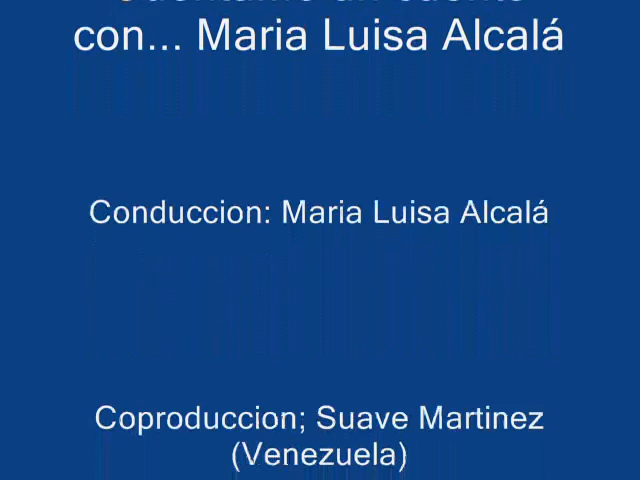 con... Maria Luisa Alcalá
Conduccion: Maria Luisa Alcalá
Coproduccion; Suave Martinez
(Venezuela)